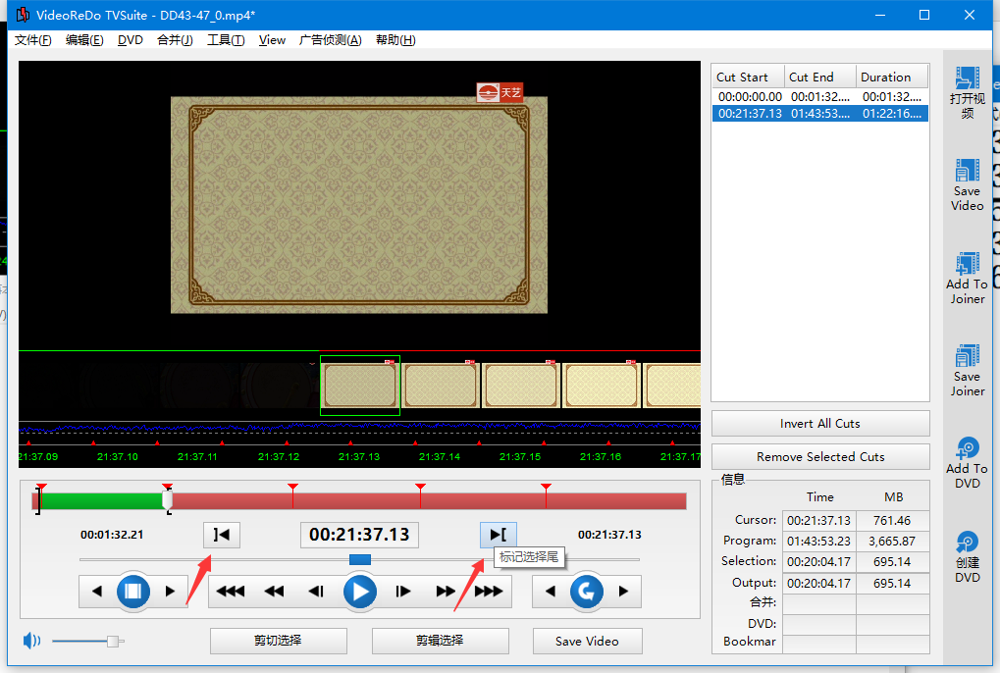 VideoReDo TVSuite - DD43-47_0.mp4*
文件(F) 编辑(E) DVD 合并(J) 工具(T) View 广告侦测(A) 帮助(H)
天艺
Cut Start Cut End Duration
00:00:00.00 00:01:32.... 00:01:32....
00:21:37.13 01:43:53.... 01:22:16....
打开视
频
Save
Video
Add To
Joiner
Save
Joiner
Add To
DVD
创建
DVD
21:37.09 21:37.10 21:37.11 21:37.12 21:37.13 21:37.14 21:37.15 21:37.16 21:37.17
Invert All Cuts
Remove Selected Cuts
00:01:32.21 00:21:37.13 00:21:37.13
标记选择尾
剪切选择 剪辑选择 Save Video
信息
Time MB
Cursor: 00:21:37.13 761.46
Program: 01:43:53.23 3,665.87
Selection: 00:20:04.17 695.14
Output: 00:20:04.17 695.14
合并:
DVD:
Bookmar